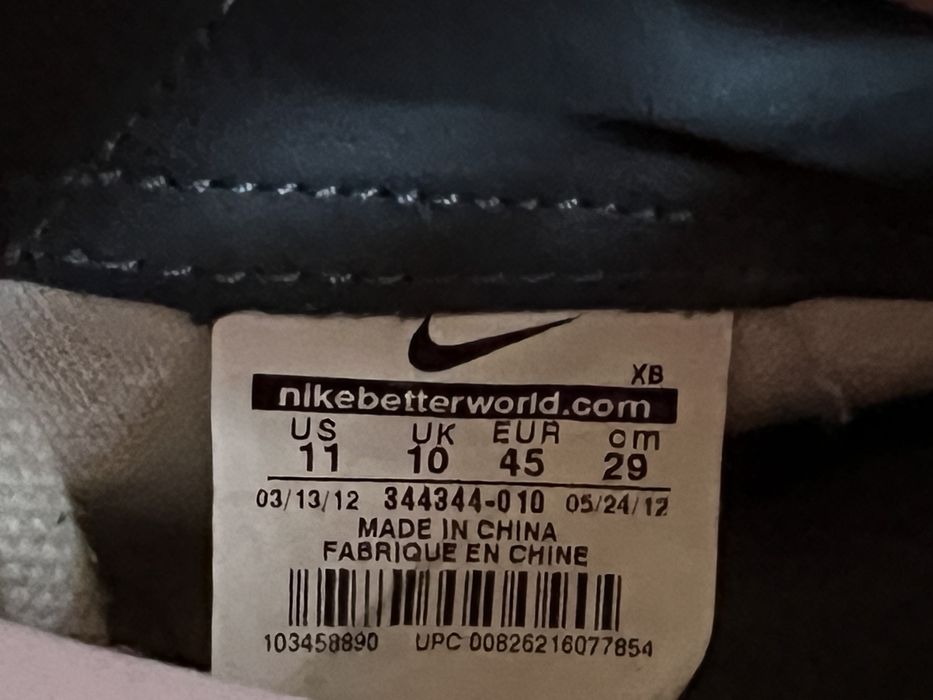 XB
nikebetterworld.com
US UK EUR cm
11 10 45 29
03/13/12 344344-010 05/24/12
MADE IN CHINA
FABRIQUE EN CHINE
103458890 UPC 00826216077854